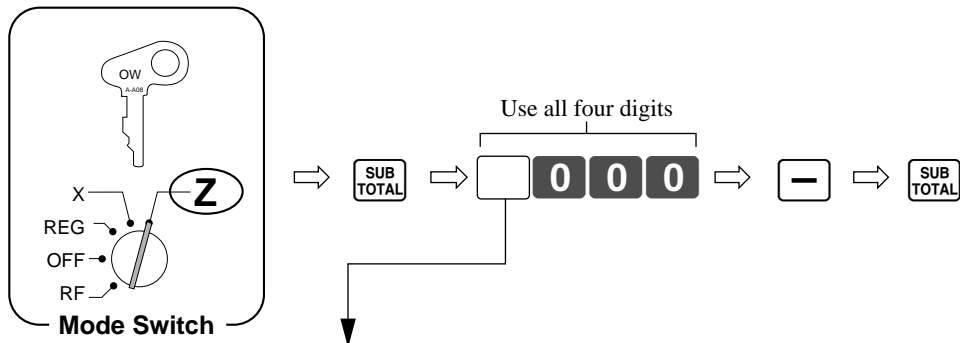 OW
A-A08
Use all four digits
X
Z
REG
OFF
RF
Mode Switch
SUB
TOTAL
0 0 0
–
SUB
TOTAL